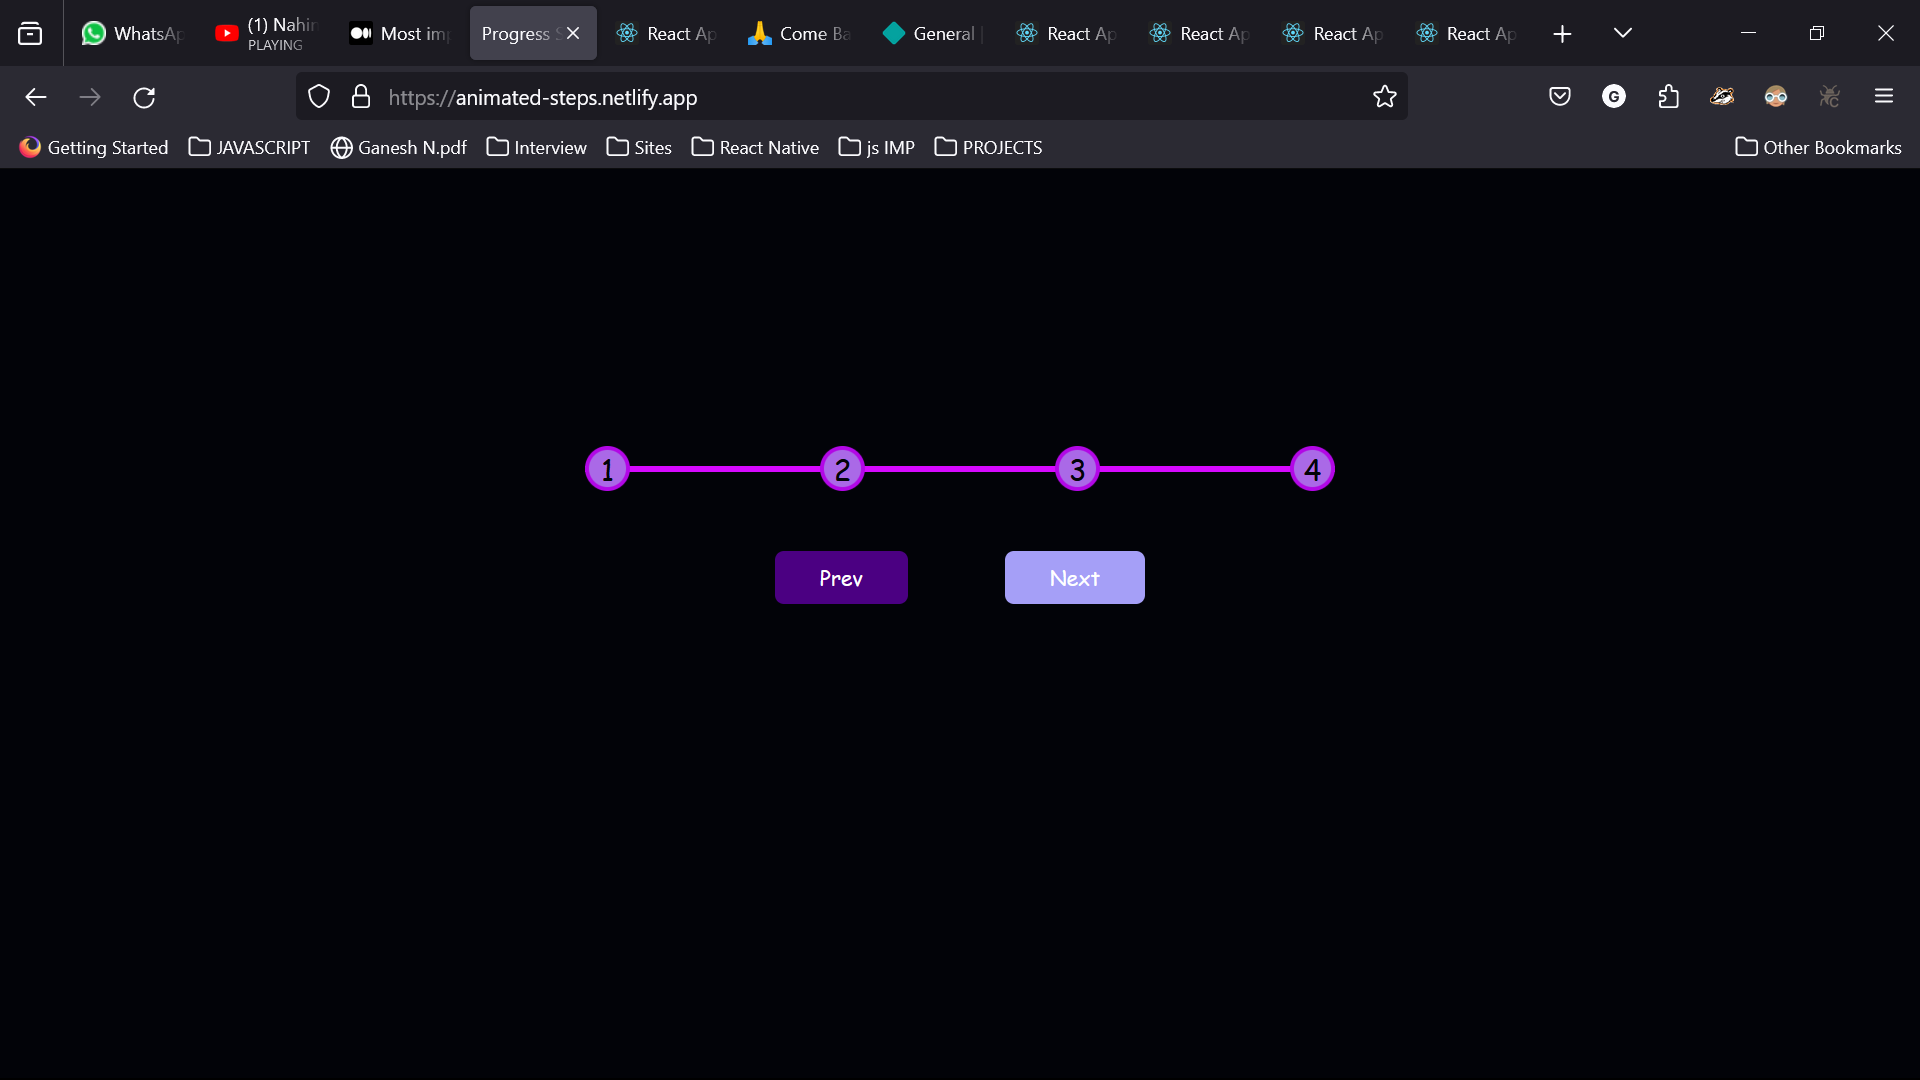 WhatsAp
(1) Nahin
PLAYING
Most imp
Progress S
React Ap
Come Ba
General |
React Ap
React Ap
React Ap
React Ap
https://animated-steps.netlify.app
G
Getting Started
JAVASCRIPT
Ganesh N.pdf
Interview
Sites
React Native
js IMP
PROJECTS
Other Bookmarks
1 2 3 4
Prev Next